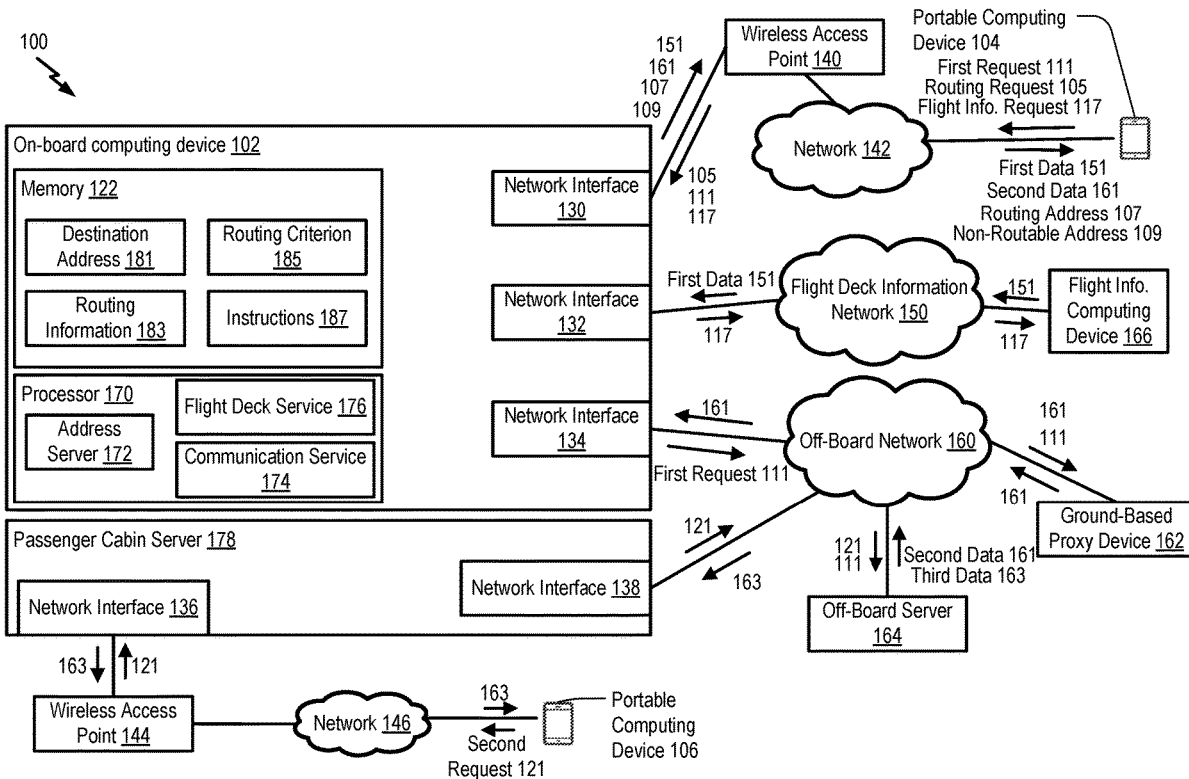 100
151
161
107
109
Wireless Access
Point 140
Portable Computing
Device 104
First Request 111
Routing Request 105
Flight Info. Request 117
Network 142
First Data 151
Second Data 161
Routing Address 107
Non-Routable Address 109
105
111
117
On-board computing device 102
Memory 122
Destination
Address 181
Routing Criterion
185
Routing
Information 183
Instructions 187
Network Interface
130
Network Interface
132
First Data 151
117
Flight Deck Information
Network 150
151
117
Flight Info.
Computing
Device 166
Processor 170
Address
Server 172
Flight Deck Service 176
Communication Service
174
Network Interface
134
161
First Request 111
Off-Board Network 160
161
111
161
Ground-Based
Proxy Device 162
Passenger Cabin Server 178
Network Interface 136
Network Interface 138
121
163
121
111
Second Data 161
Third Data 163
Off-Board Server
164
163
121
Wireless Access
Point 144
Network 146
163
Second
Request 121
Portable
Computing
Device 106